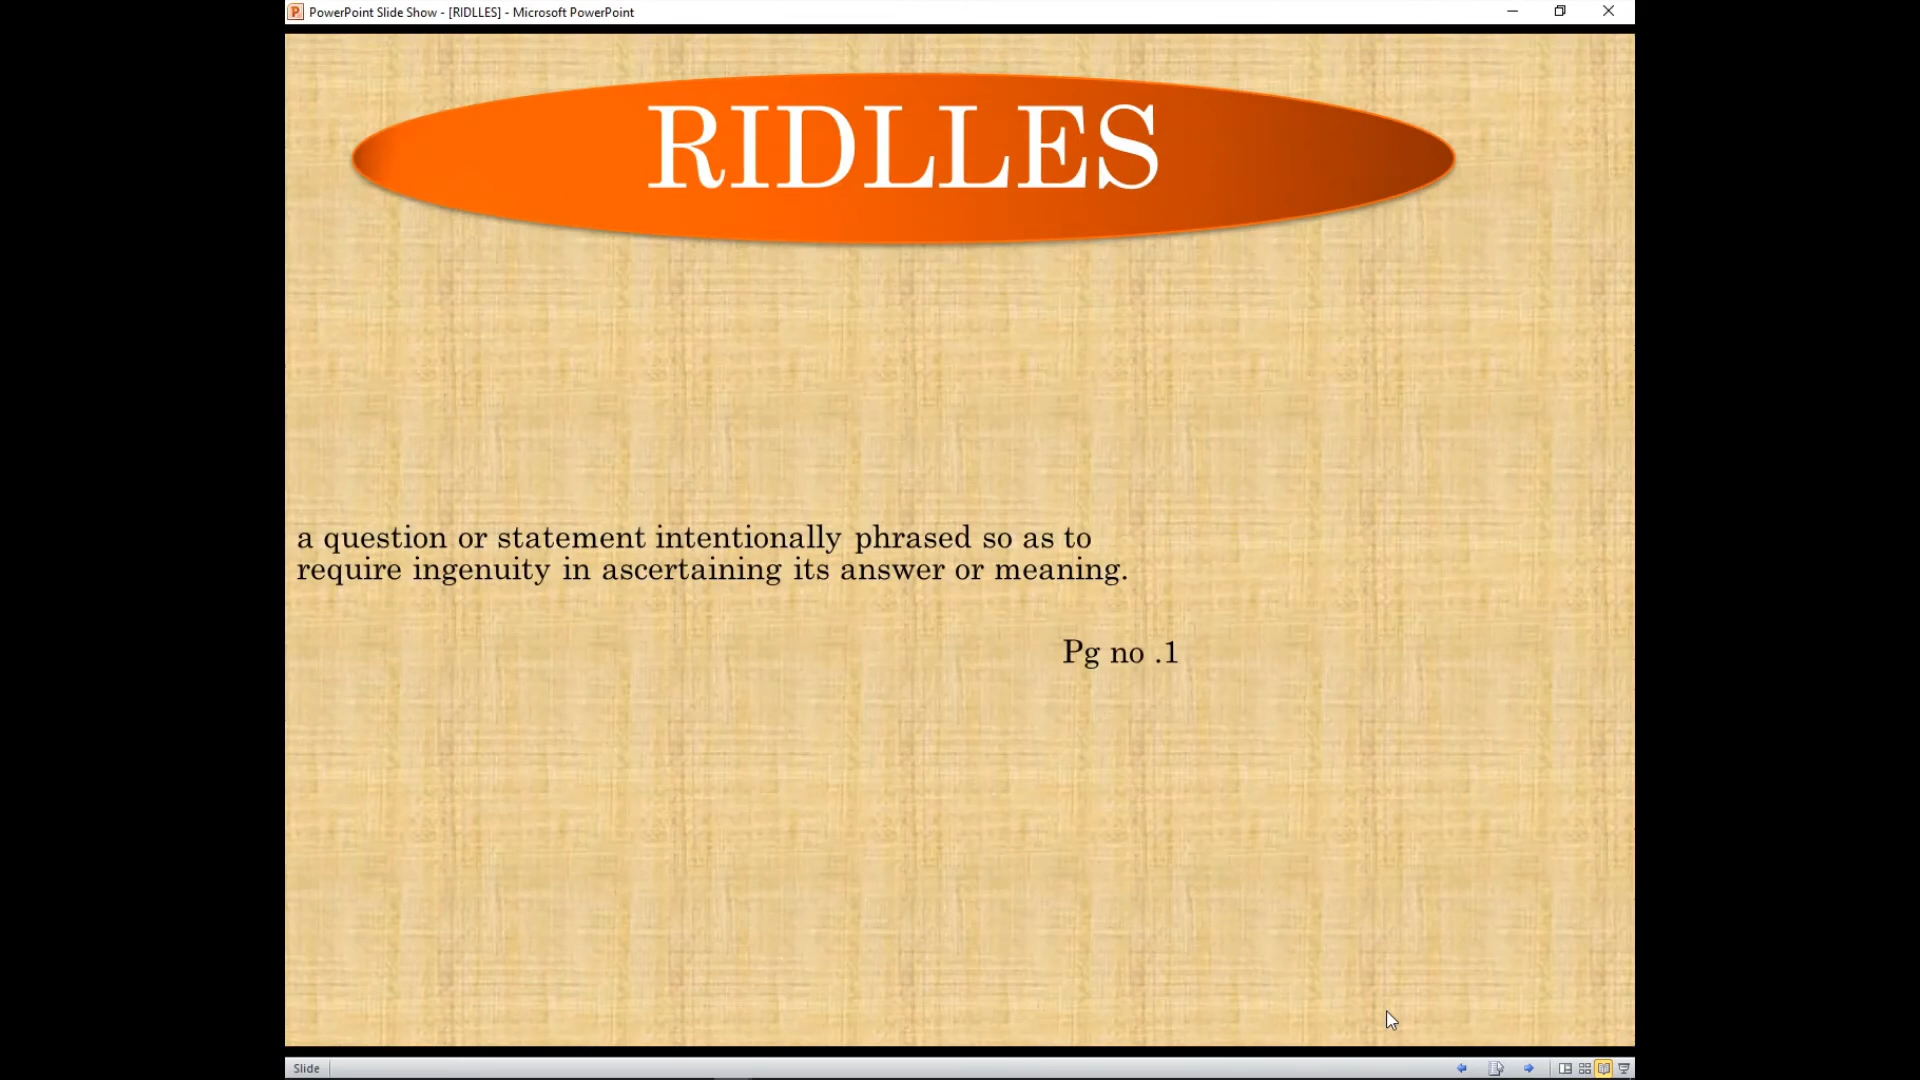 PowerPoint Slide Show - [RIDLLES] - Microsoft PowerPoint
RIDLLES
a question or statement intentionally phrased so as to
require ingenuity in ascertaining its answer or meaning.
Pg no .1
Slide